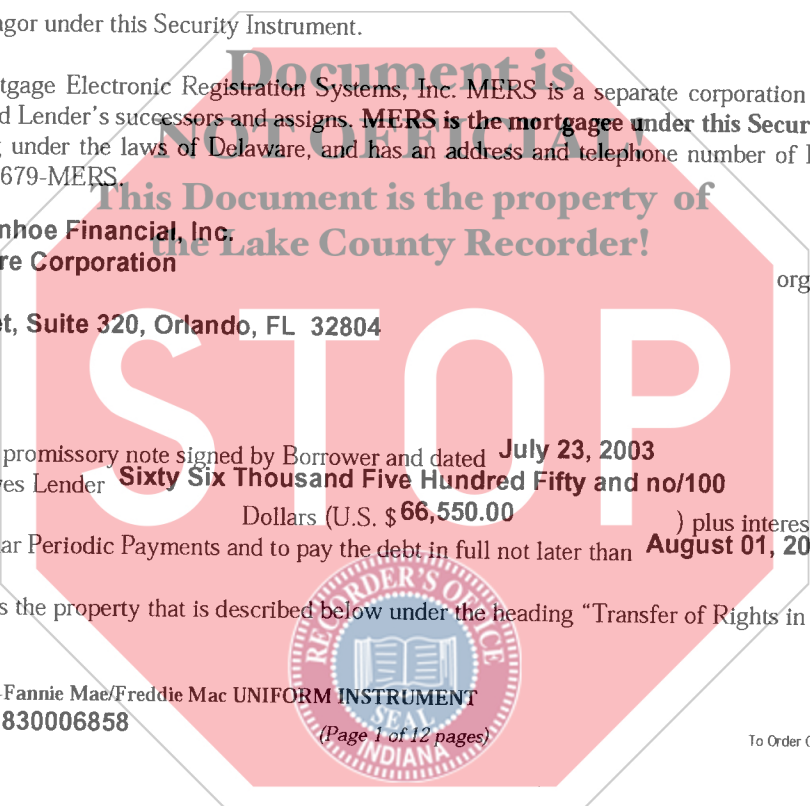 agor under this Security Instrument.
Document is
tgage Electronic Registration Systems, Inc. MERS is a separate corporation
d Lender's successors and assigns. MERS is the mortgagee under this Secur
NOT OFFICIAL!
under the laws of Delaware, and has an address and telephone number of
679-MERS.
This Document is the property of
nhoe Financial, Inc.
the Lake County Recorder!
re Corporation
org
t, Suite 320, Orlando, FL 32804
STOP
promissory note signed by Borrower and dated July 23, 2003
es Lender Sixty Six Thousand Five Hundred Fifty and no/100
Dollars (U.S. $ 66,550.00 ) plus interes
ar Periodic Payments and to pay the debt in full not later than August 01, 20
s the property that is described below under the heading “Transfer of Rights in
RECORDER'S OFFICE
-Fannie Mae/Freddie Mac UNIFORM INSTRUMENT
830006858
SEAL
(Page 1 of 12 pages)
INDIANA
To Order